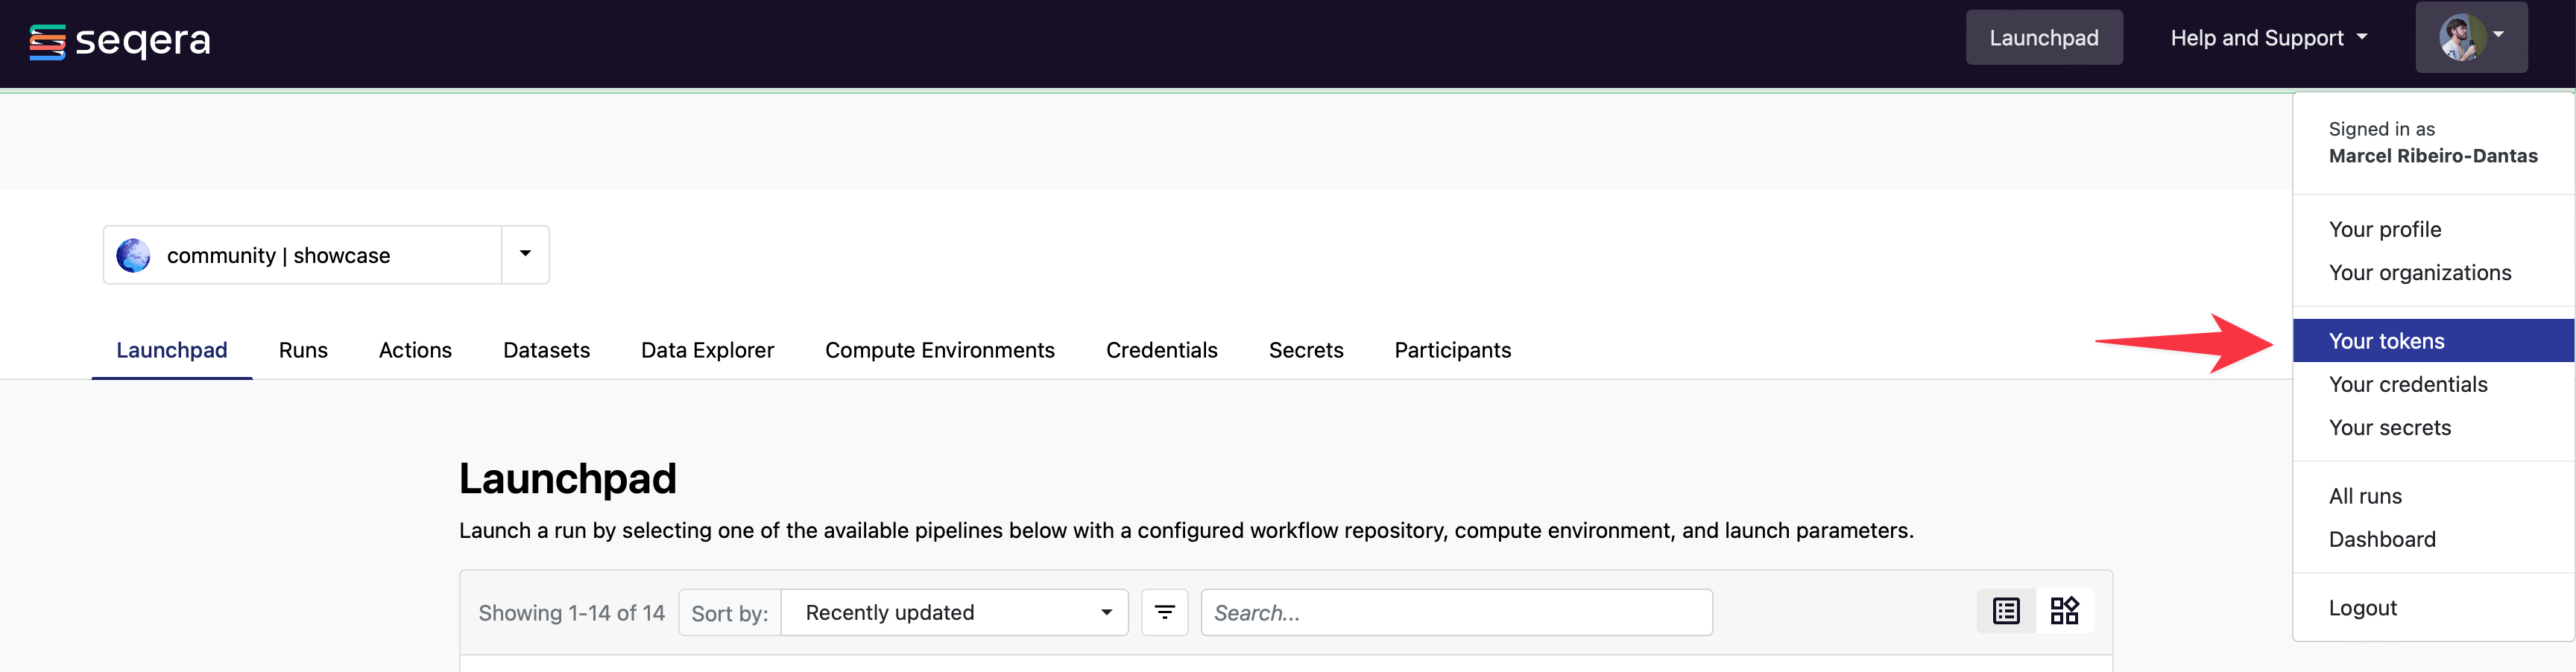 seqera
Launchpad
Help and Support
Signed in as
Marcel Ribeiro-Dantas
Your profile
Your organizations
Your tokens
Your credentials
Your secrets
All runs
Dashboard
Logout
community | showcase
Launchpad Runs Actions Datasets Data Explorer Compute Environments Credentials Secrets Participants
Launchpad
Launch a run by selecting one of the available pipelines below with a configured workflow repository, compute environment, and launch parameters.
Showing 1-14 of 14 Sort by: Recently updated Search...